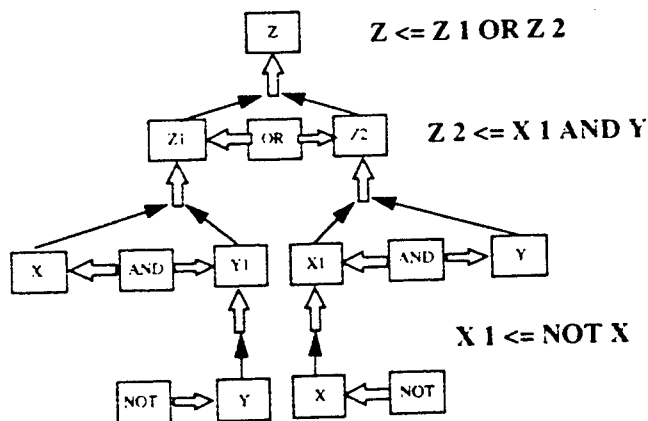 Z
Z <= Z 1 OR Z 2
Z1
OR
Z2
Z 2 <= X 1 AND Y
X
AND
Y1
X1
AND
Y
X 1 <= NOT X
NOT
Y
X
NOT